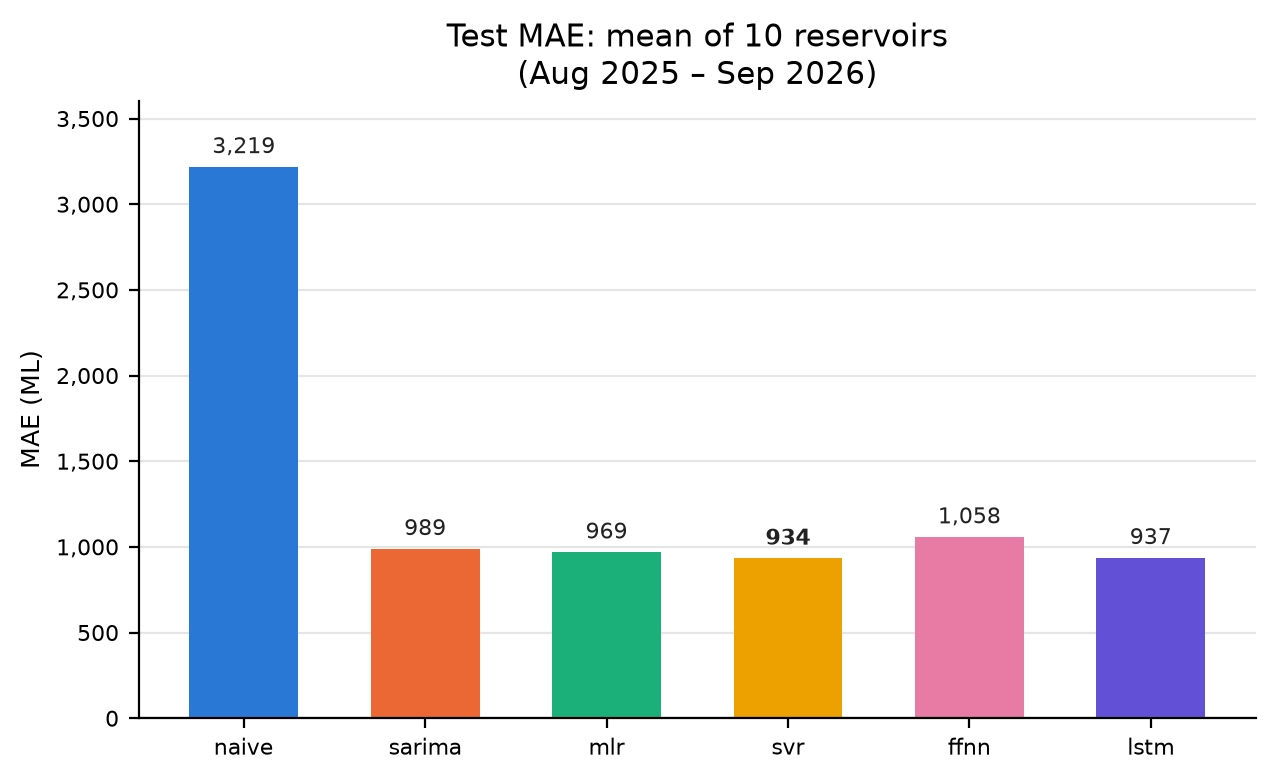 Test MAE: mean of 10 reservoirs
(Aug 2025 – Sep 2026)
MAE (ML)
3,500
3,000
2,500
2,000
1,500
1,000
500
0
3,219
989
969
934
1,058
937
naive
sarima
mlr
svr
ffnn
lstm